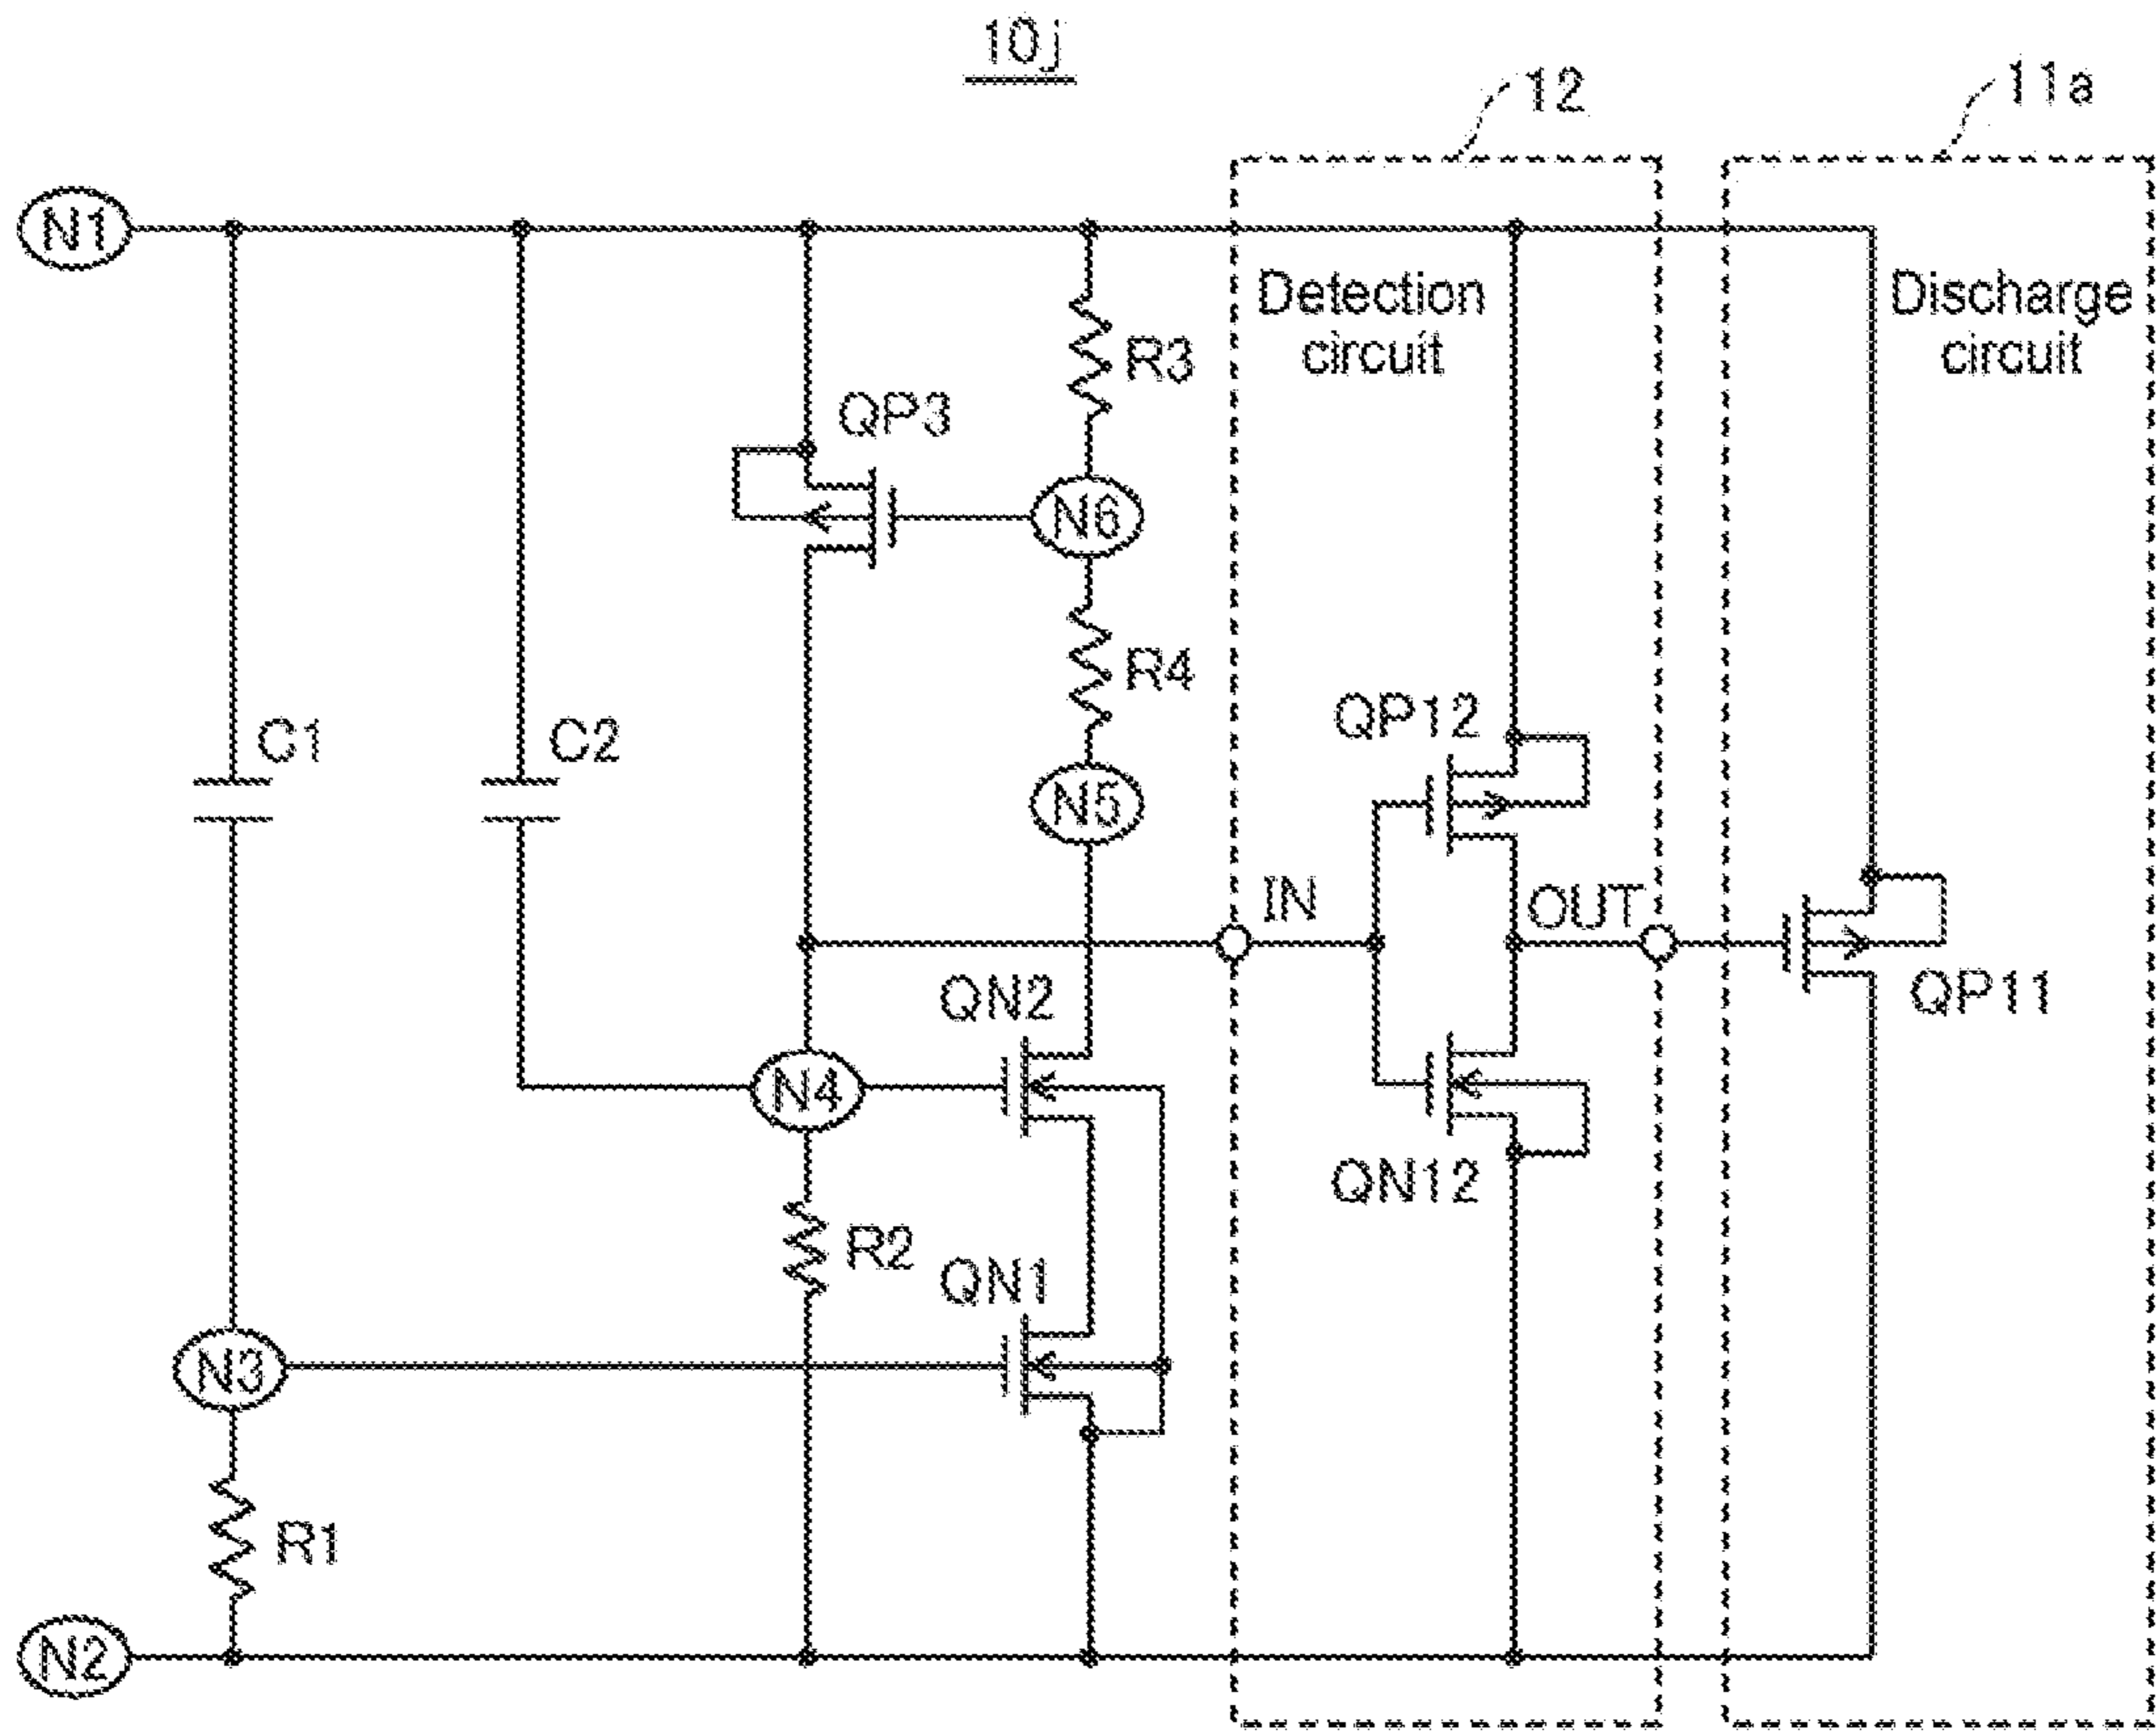 10j
12
11a
N1
Detection
circuit
Discharge
circuit
R3
QP3
N6
R4
QP12
C1
C2
N5
IN
OUT
QN2
QP11
N4
QN12
R2
QN1
N3
R1
N2